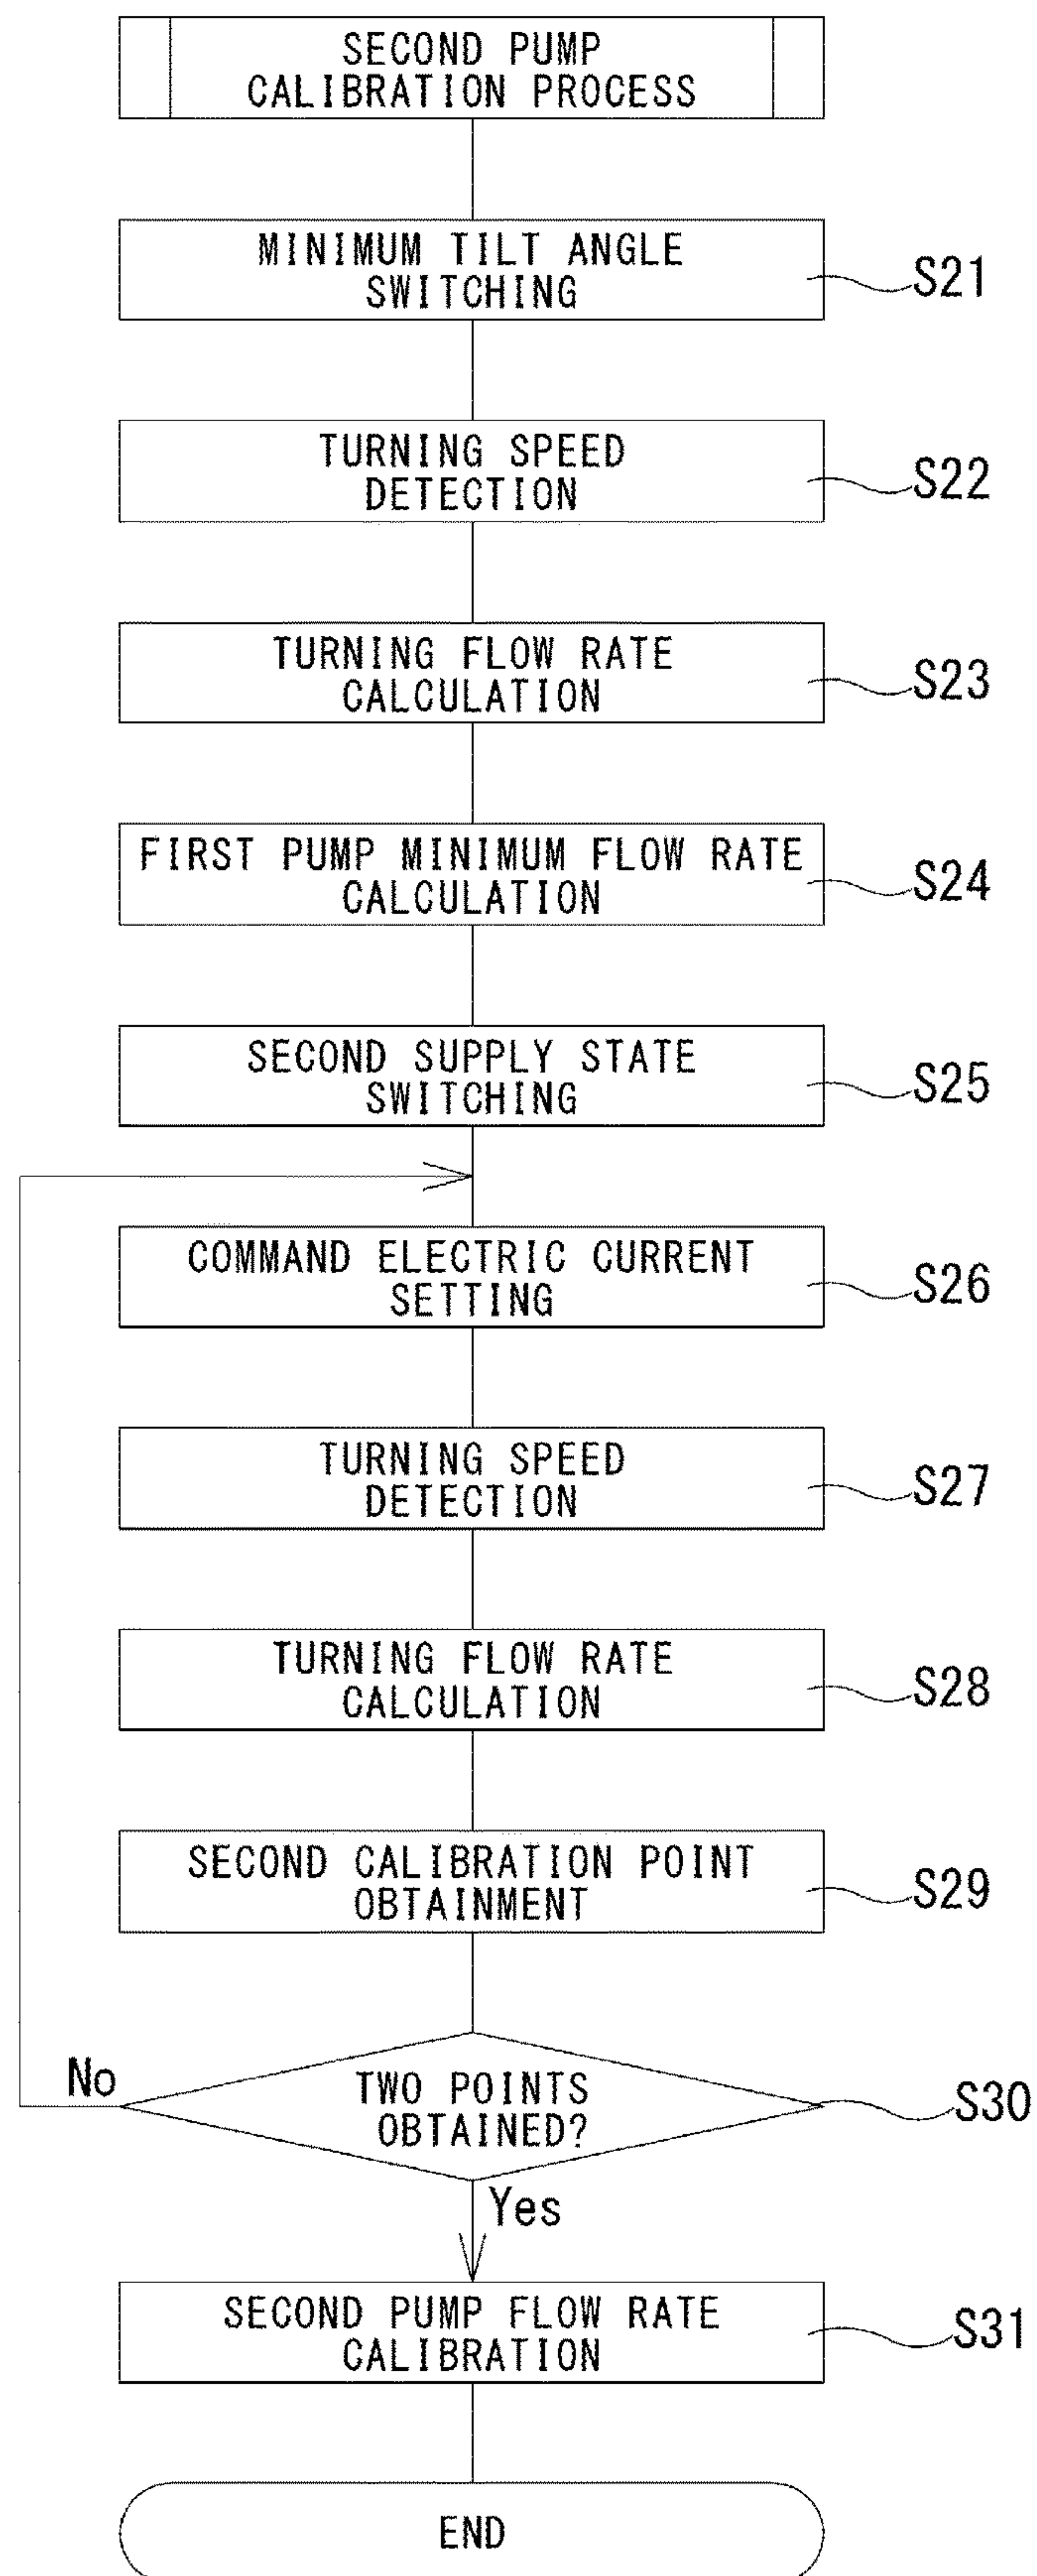 SECOND PUMP
CALIBRATION PROCESS
MINIMUM TILT ANGLE
SWITCHING
S21
TURNING SPEED
DETECTION
S22
TURNING FLOW RATE
CALCULATION
S23
FIRST PUMP MINIMUM FLOW RATE
CALCULATION
S24
SECOND SUPPLY STATE
SWITCHING
S25
COMMAND ELECTRIC CURRENT
SETTING
S26
TURNING SPEED
DETECTION
S27
TURNING FLOW RATE
CALCULATION
S28
SECOND CALIBRATION POINT
OBTAINMENT
S29
No
TWO POINTS
OBTAINED?
S30
Yes
SECOND PUMP FLOW RATE
CALIBRATION
S31
END